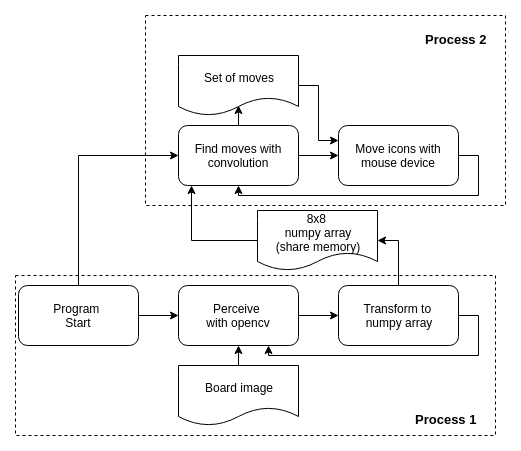 Process 2
Set of moves
Find moves with
convolution
Move icons with
mouse device
8x8
numpy array
(share memory)
Program
Start
Perceive
with opencv
Transform to
numpy array
Board image
Process 1